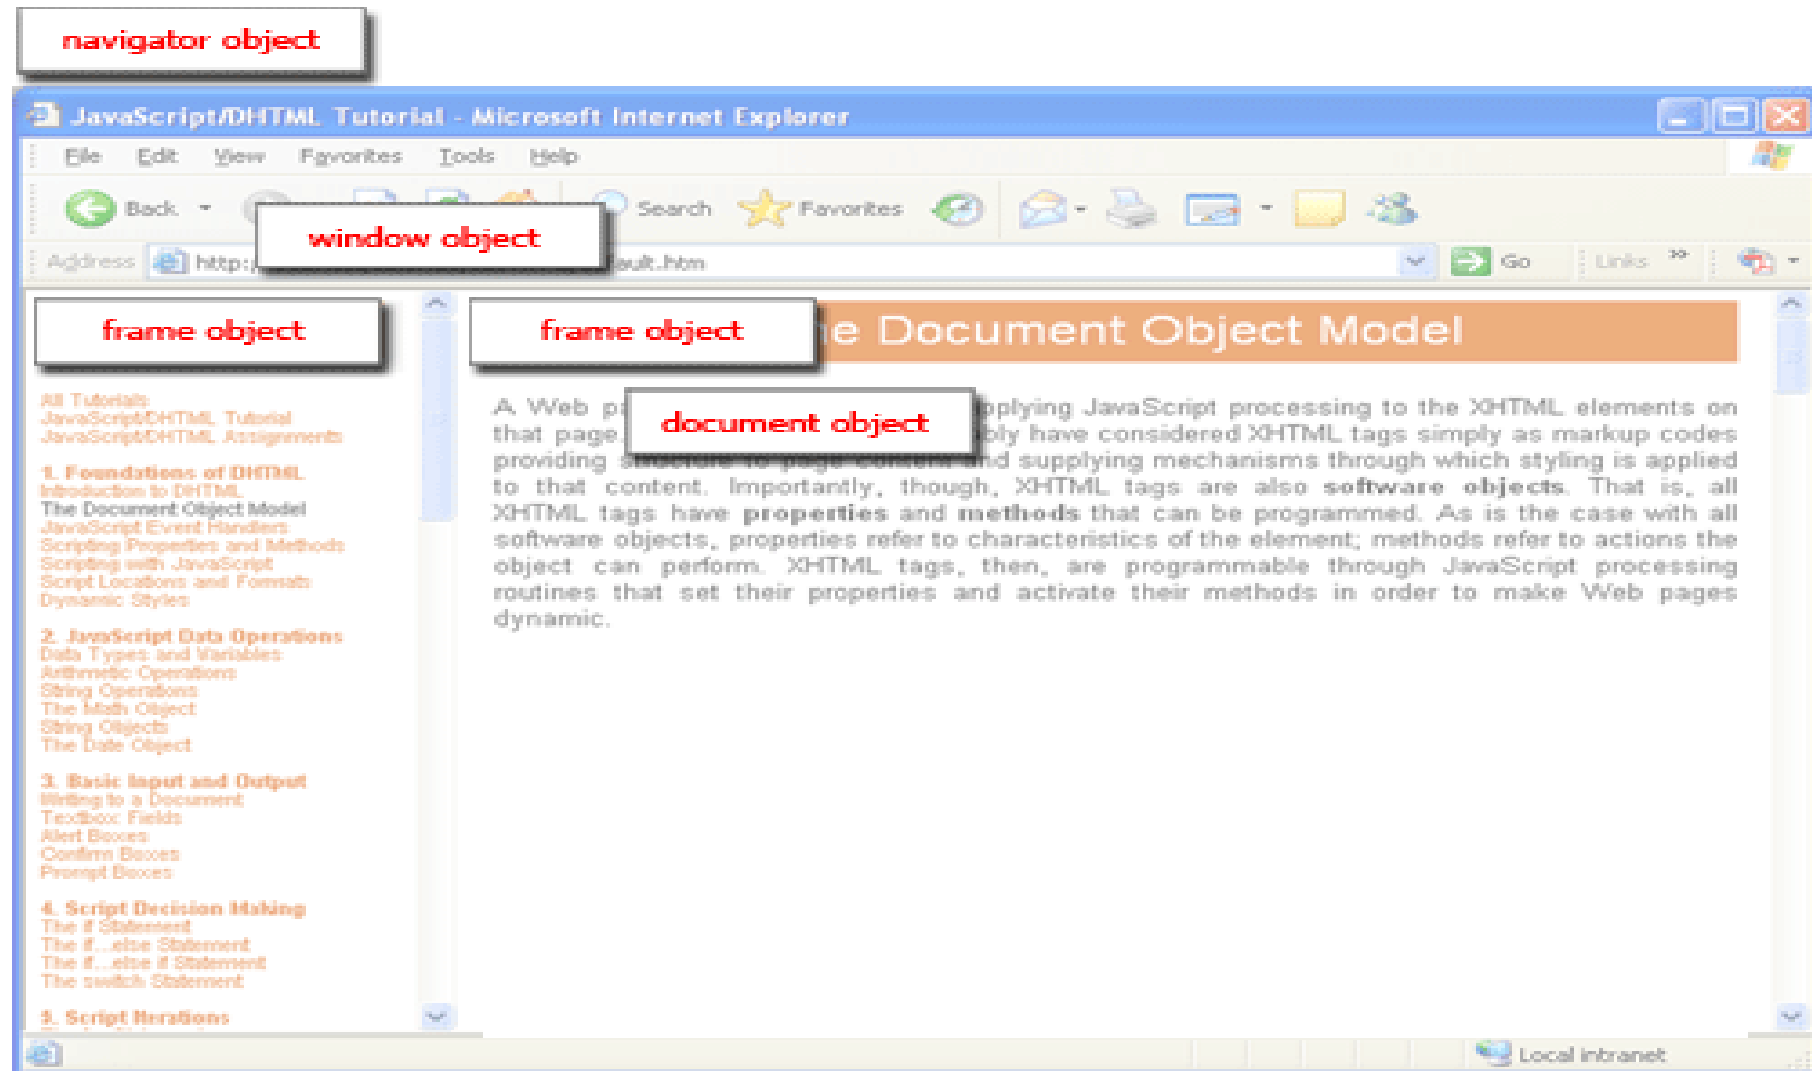 navigator object
JavaScript/DHTML Tutorial - Microsoft Internet Explorer
File Edit View Favorites Tools Help
Back Search Favorites
window object
Address http:/ ault.htm Go Links »
frame object
All Tutorials
JavaScript/DHTML Tutorial
JavaScript/DHTML Assignments
1. Foundations of DHTML
Introduction to DHTML
The Document Object Model
JavaScript Event Handlers
Scripting Properties and Methods
Scripting with JavaScript
Script Locations and Formats
Dynamic Styles
2. JavaScript Data Operations
Data Types and Variables
Arithmetic Operations
String Operations
The Math Object
String Objects
The Date Object
3. Basic Input and Output
Writing to a Document
Textbox Fields
Alert Boxes
Confirm Boxes
Prompt Boxes
4. Script Decision Making
The if Statement
The if...else Statement
The if...else if Statement
The switch Statement
5. Script Iterations
frame object
e Document Object Model
document object
A Web p pplying JavaScript processing to the XHTML elements on
that page, bly have considered XHTML tags simply as markup codes
providing structure to page content and supplying mechanisms through which styling is applied
to that content. Importantly, though, XHTML tags are also software objects. That is, all
XHTML tags have properties and methods that can be programmed. As is the case with all
software objects, properties refer to characteristics of the element; methods refer to actions the
object can perform. XHTML tags, then, are programmable through JavaScript processing
routines that set their properties and activate their methods in order to make Web pages
dynamic.
Local intranet